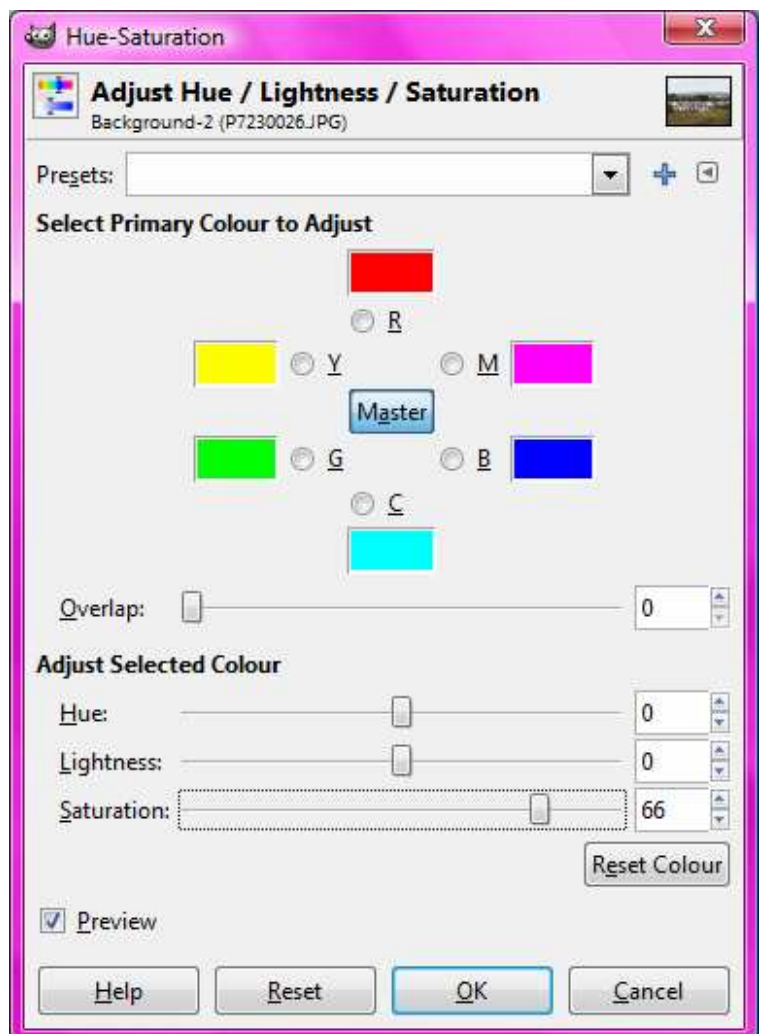 Hue-Saturation
Adjust Hue / Lightness / Saturation
Background-2 (P7230026.JPG)
Presets:
Select Primary Colour to Adjust
R
Y M
Master
G B
C
Overlap: 0
Adjust Selected Colour
Hue: 0
Lightness: 0
Saturation: 66
Reset Colour
Preview
Help Reset OK Cancel